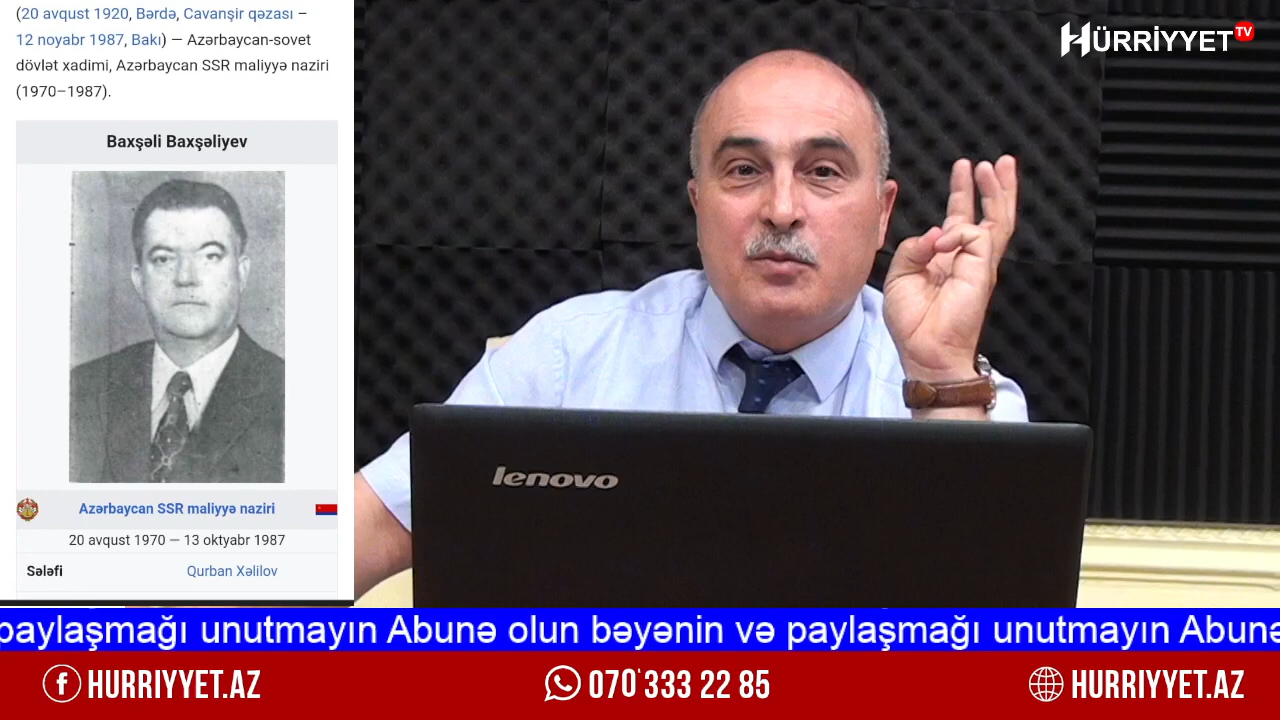 (20 avqust 1920, Bərdə, Cavanşir qəzası –
12 noyabr 1987, Bakı) — Azərbaycan-sovet
dövlət xadimi, Azərbaycan SSR maliyyə naziri
(1970–1987).
Baxşəli Baxşəliyev
Azərbaycan SSR maliyyə naziri
20 avqust 1970 — 13 oktyabr 1987
Sələfi Qurban Xəlilov
HÜRRİYYET TV
lenovo
paylaşmağı unutmayın Abunə olun bəyənin və paylaşmağı unutmayın Abunə
f HURRIYYET.AZ
070 333 22 85
HURRIYYET.AZ